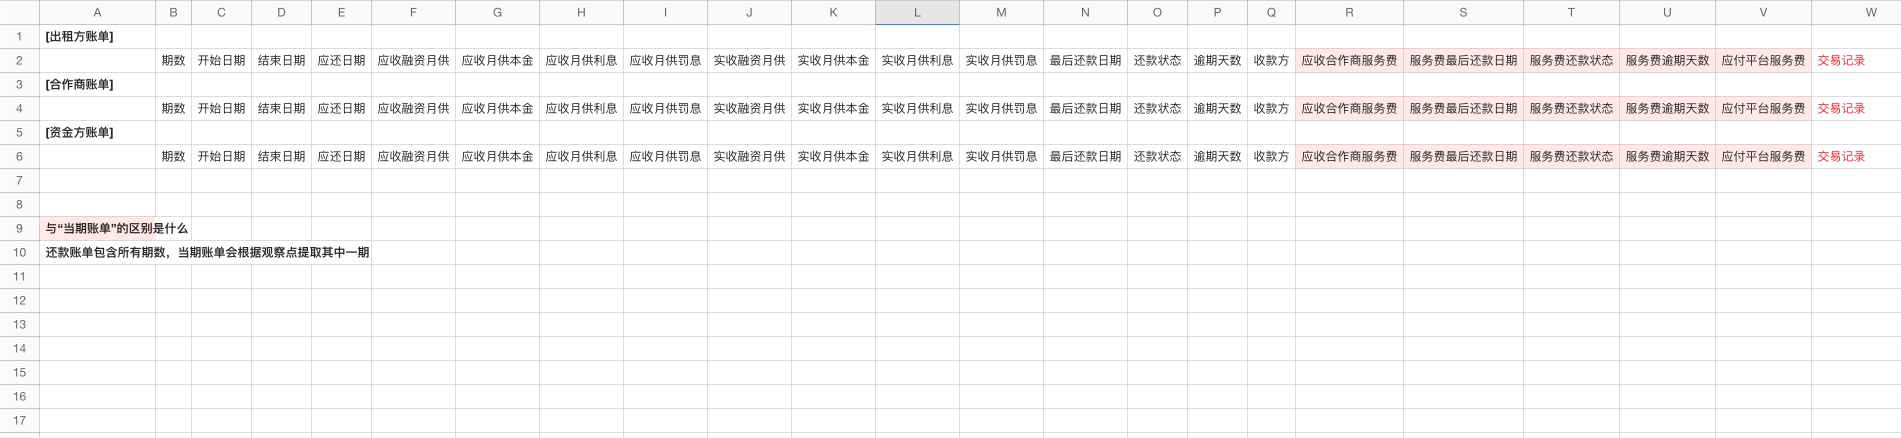 A B C D E F G H I J K L M N O P Q R S T U V W
1 [出租方账单]
2 期数 开始日期 结束日期 应还日期 应收融资月供 应收月供本金 应收月供利息 应收月供罚息 实收融资月供 实收月供本金 实收月供利息 实收月供罚息 最后还款日期 还款状态 逾期天数 收款方 应收合作商服务费 服务费最后还款日期 服务费还款状态 服务费逾期天数 应付平台服务费 交易记录
3 [合作商账单]
4 期数 开始日期 结束日期 应还日期 应收融资月供 应收月供本金 应收月供利息 应收月供罚息 实收融资月供 实收月供本金 实收月供利息 实收月供罚息 最后还款日期 还款状态 逾期天数 收款方 应收合作商服务费 服务费最后还款日期 服务费还款状态 服务费逾期天数 应付平台服务费 交易记录
5 [资金方账单]
6 期数 开始日期 结束日期 应还日期 应收融资月供 应收月供本金 应收月供利息 应收月供罚息 实收融资月供 实收月供本金 实收月供利息 实收月供罚息 最后还款日期 还款状态 逾期天数 收款方 应收合作商服务费 服务费最后还款日期 服务费还款状态 服务费逾期天数 应付平台服务费 交易记录
7
8
9 与“当期账单”的区别是什么
10 还款账单包含所有期数，当期账单会根据观察点提取其中一期
11
12
13
14
15
16
17